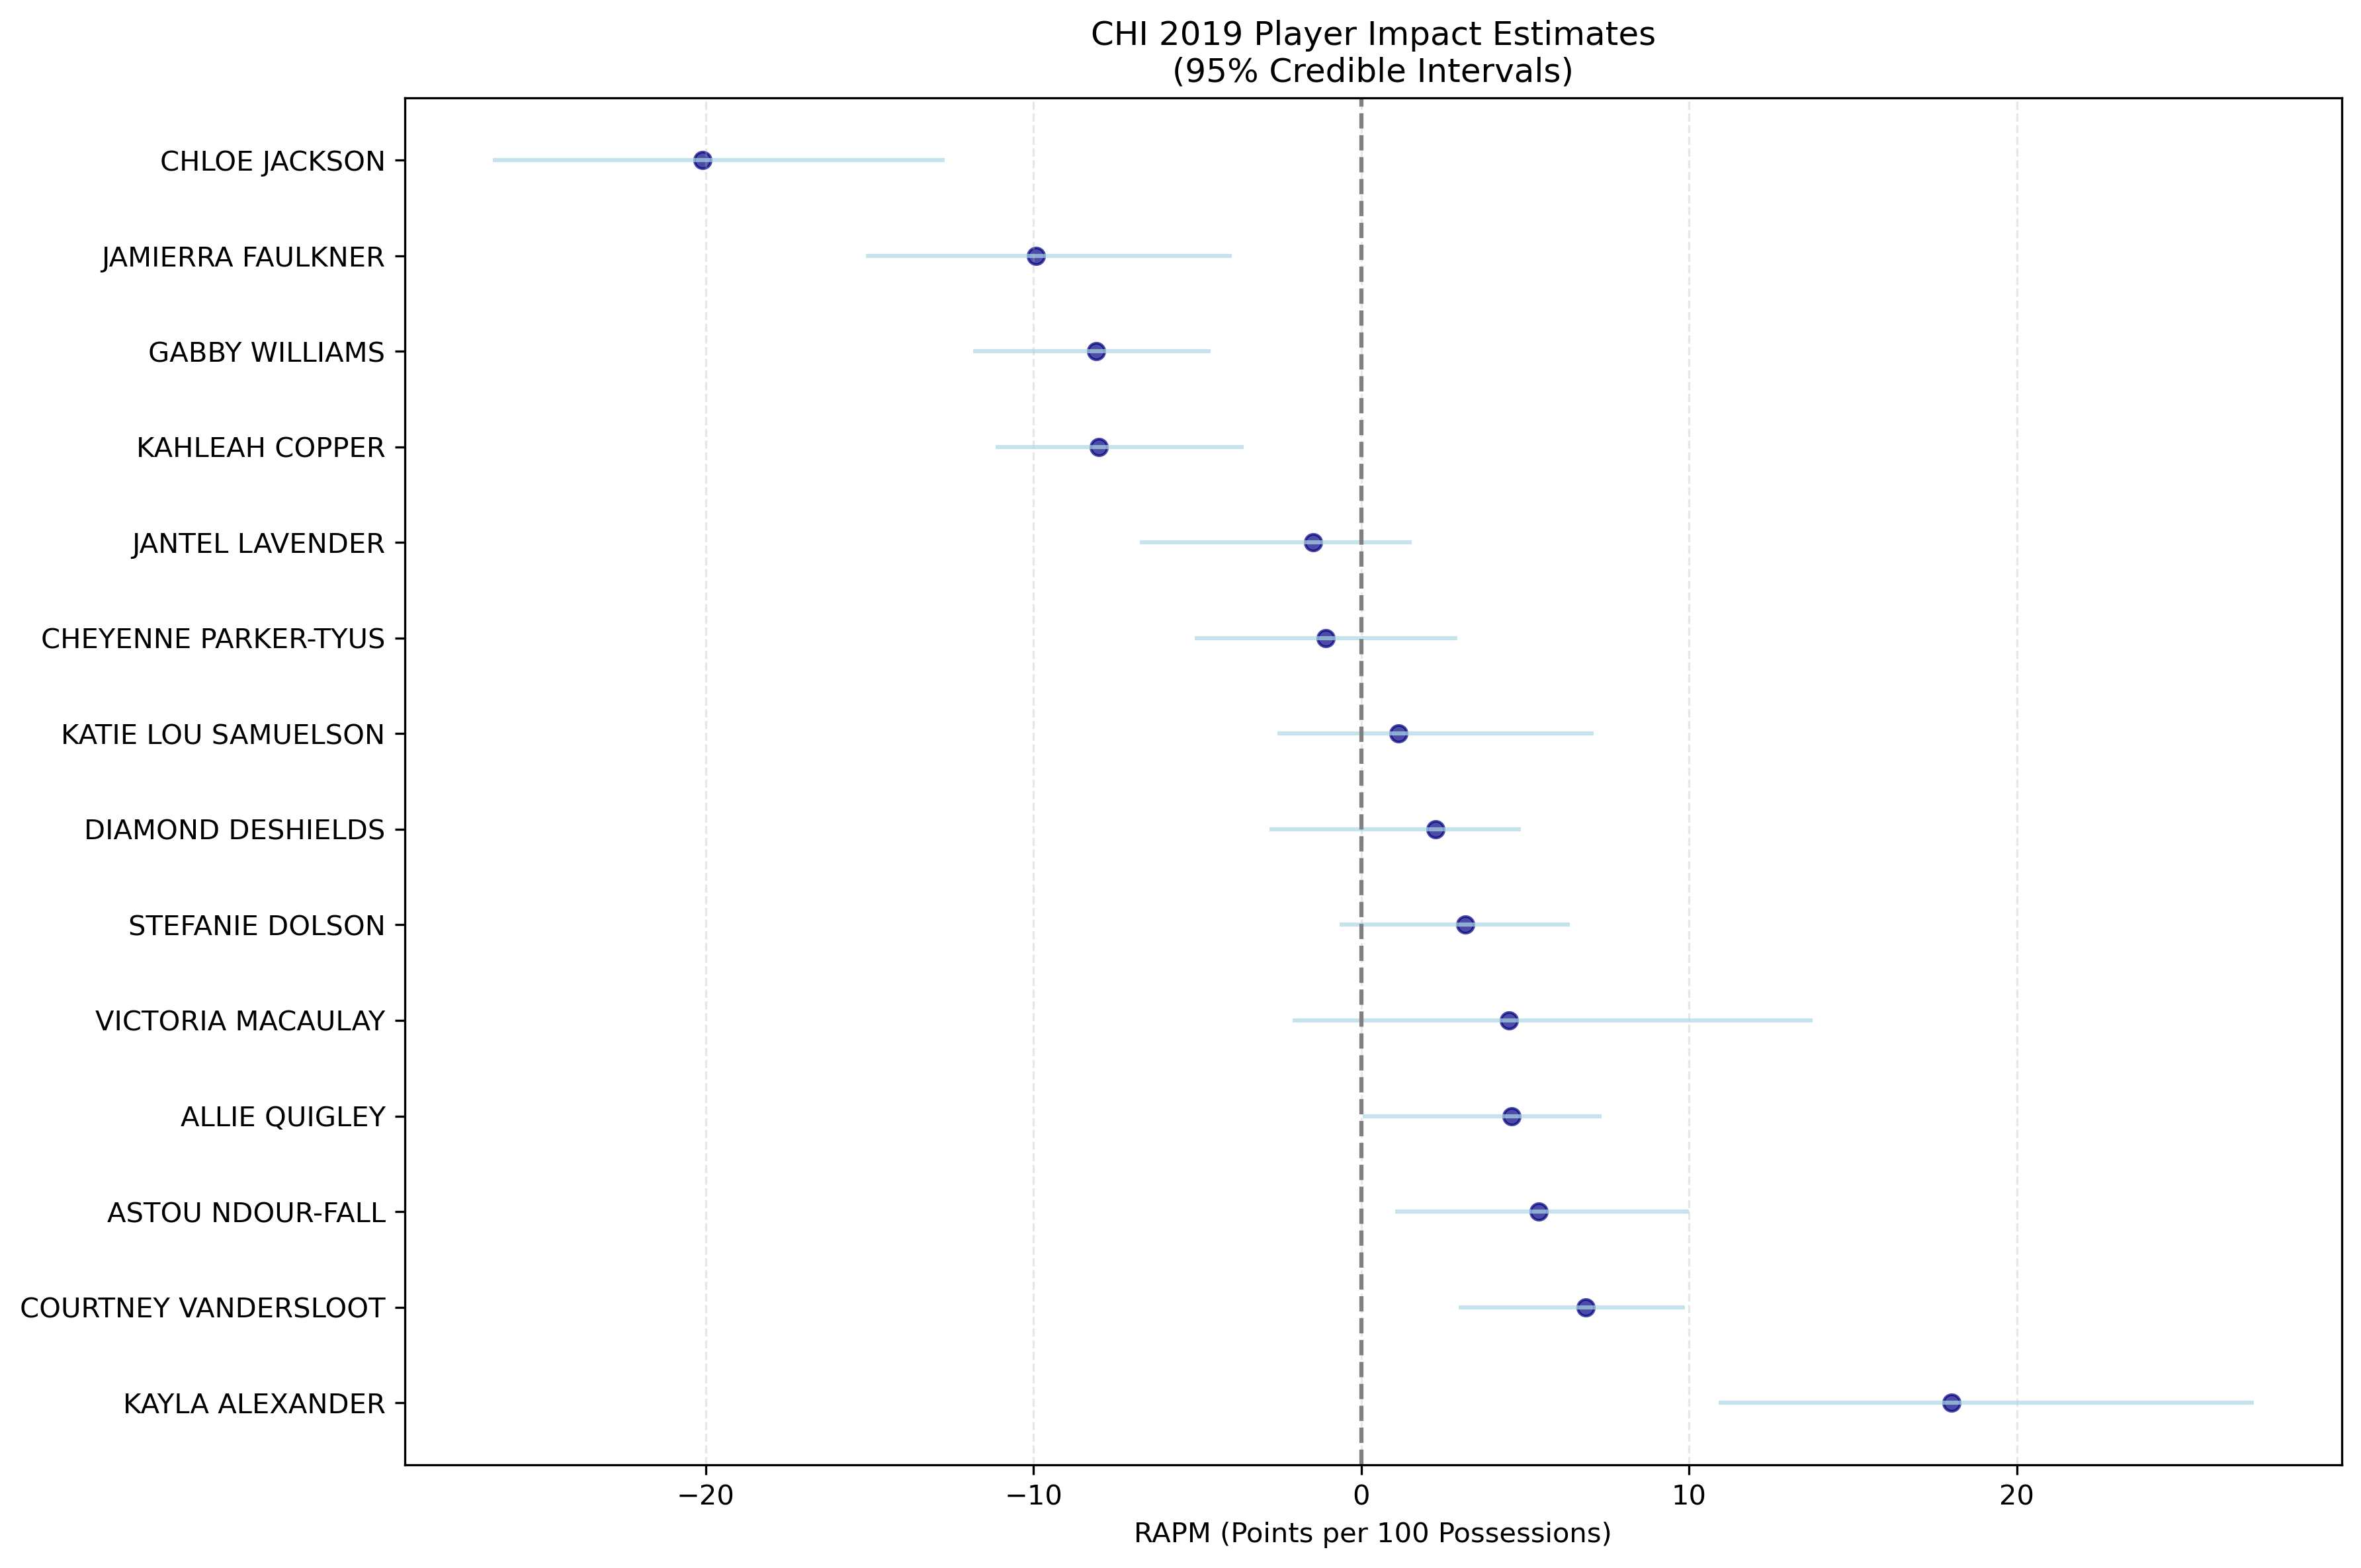 CHI 2019 Player Impact Estimates
(95% Credible Intervals)
CHLOE JACKSON
JAMIERRA FAULKNER
GABBY WILLIAMS
KAHLEAH COPPER
JANTEL LAVENDER
CHEYENNE PARKER-TYUS
KATIE LOU SAMUELSON
DIAMOND DESHIELDS
STEFANIE DOLSON
VICTORIA MACAULAY
ALLIE QUIGLEY
ASTOU NDOUR-FALL
COURTNEY VANDERSLOOT
KAYLA ALEXANDER
−20 −10 0 10 20
RAPM (Points per 100 Possessions)